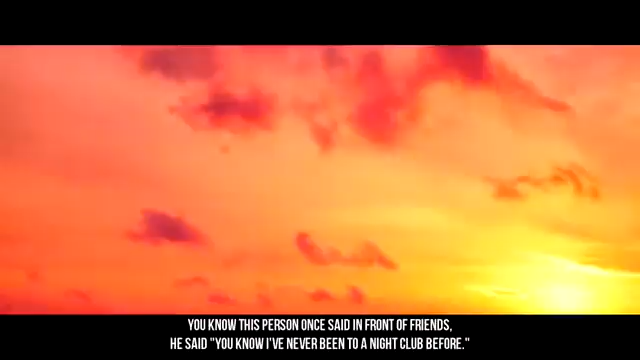 YOU KNOW THIS PERSON ONCE SAID IN FRONT OF FRIENDS,
HE SAID "YOU KNOW I'VE NEVER BEEN TO A NIGHT CLUB BEFORE."